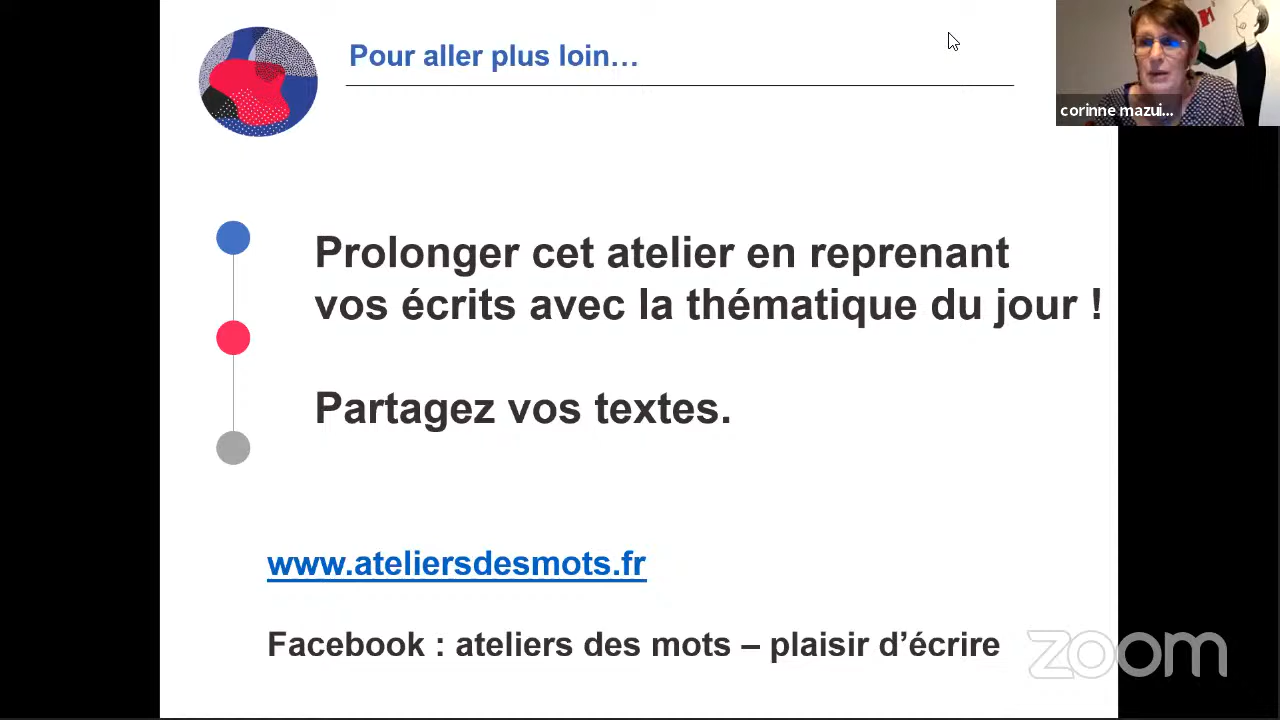 Pour aller plus loin…
corinne mazui...
Prolonger cet atelier en reprenant
vos écrits avec la thématique du jour !
Partagez vos textes.
www.ateliersdesmots.fr
Facebook : ateliers des mots – plaisir d’écrire
zoom